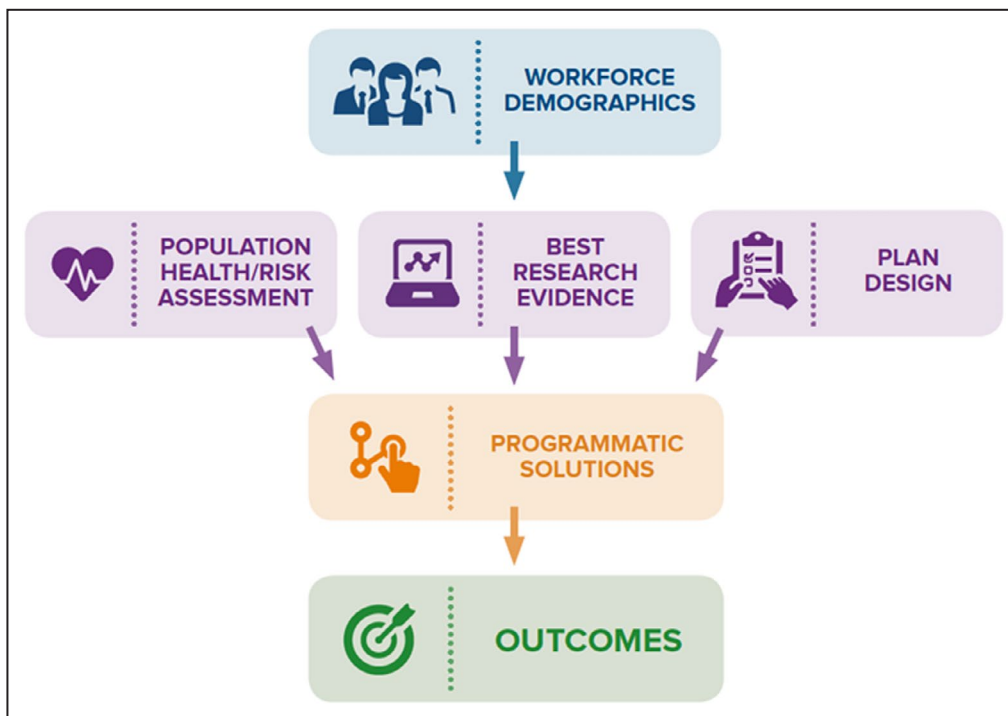 WORKFORCE
DEMOGRAPHICS
POPULATION
HEALTH/RISK
ASSESSMENT
BEST
RESEARCH
EVIDENCE
PLAN
DESIGN
PROGRAMMATIC
SOLUTIONS
OUTCOMES